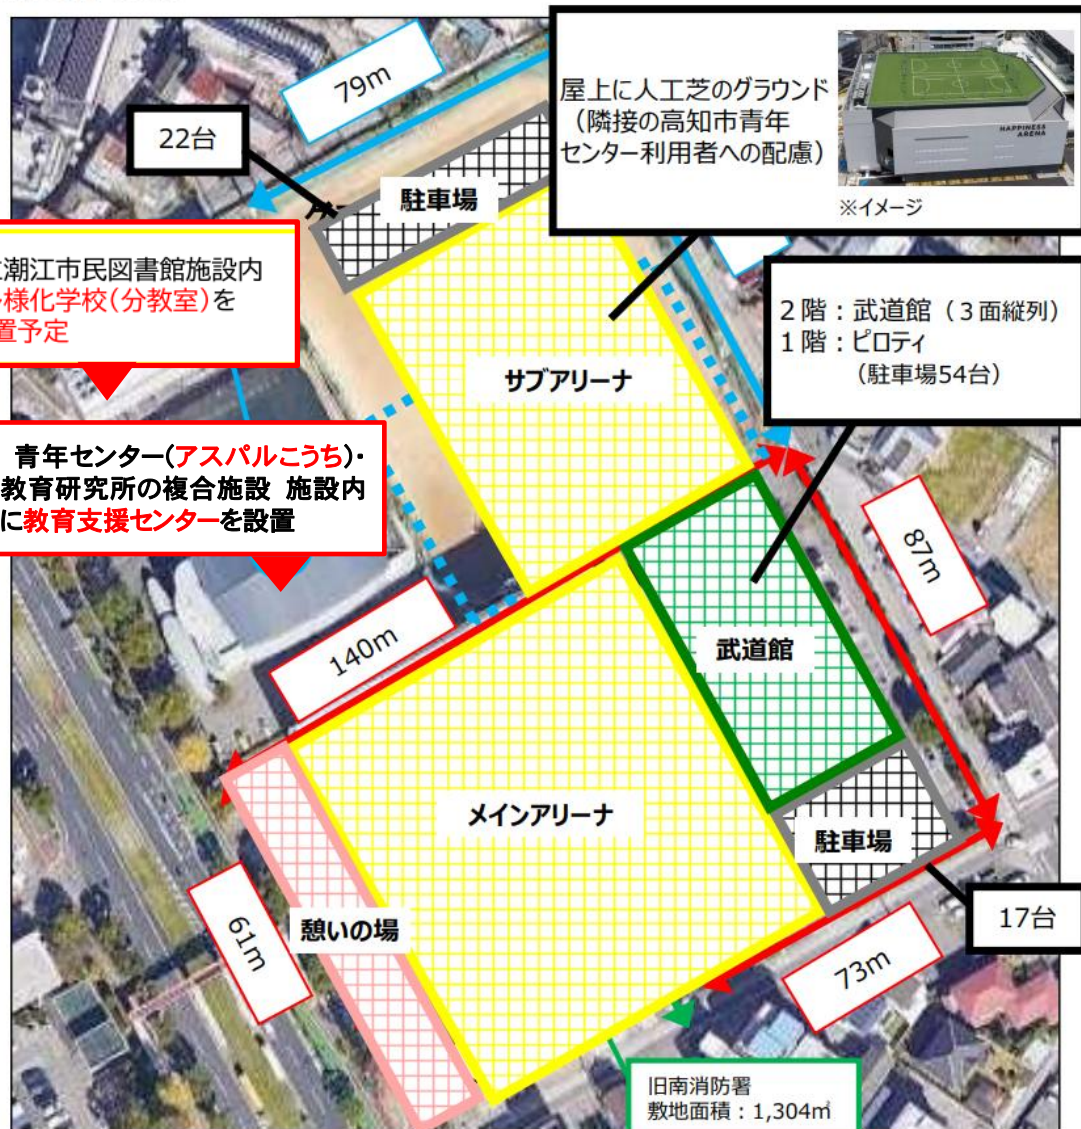 79m
22台
屋上に人工芝のグラウンド
（隣接の高知市青年
センター利用者への配慮）
HAPPINESS
ARENA
※イメージ
駐車場
潮江市民図書館施設内
様化学校(分教室)を
置予定
２階：武道館（３面縦列）
１階：ピロティ
（駐車場54台）
サブアリーナ
青年センター(アスパルこうち)・
教育研究所の複合施設 施設内
に教育支援センターを設置
87m
140m
武道館
メインアリーナ
駐車場
憩いの場
61m
17台
73m
旧南消防署
敷地面積：1,304㎡